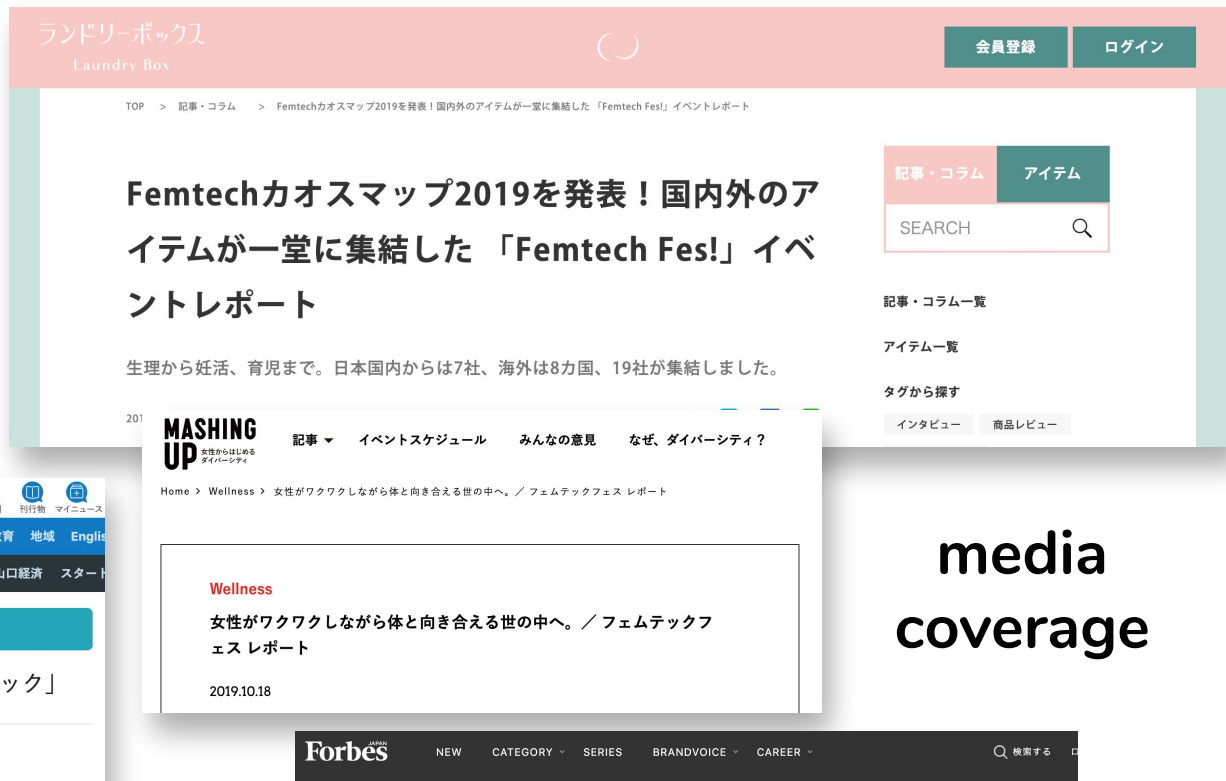 ランドリーボックス
Laundry Box
会員登録
ログイン
TOP > 記事・コラム > Femtechカオスマップ2019を発表！国内外のアイテムが一堂に集結した 「Femtech Fes!」イベントレポート
Femtechカオスマップ2019を発表！国内外のア
イテムが一堂に集結した 「Femtech Fes!」イベ
ントレポート
生理から妊活、育児まで。日本国内からは7社、海外は8カ国、19社が集結しました。
201
記事・コラム
アイテム
SEARCH
記事・コラム一覧
アイテム一覧
タグから探す
インタビュー
商品レビュー
MASHING
UP
女性からはじめる
ダイバーシティ
記事 イベントスケジュール みんなの意見 なぜ、ダイバーシティ？
Home > Wellness > 女性がワクワクしながら体と向き合える世の中へ。／ フェムテックフェス レポート
Wellness
女性がワクワクしながら体と向き合える世の中へ。／ フェムテックフ
ェス レポート
2019.10.18
刊行物 マイニュース
育 地域 Englis
山口経済 スタート
ック」
media
coverage
Forbes JAPAN
NEW CATEGORY SERIES BRANDVOICE CAREER
検索する